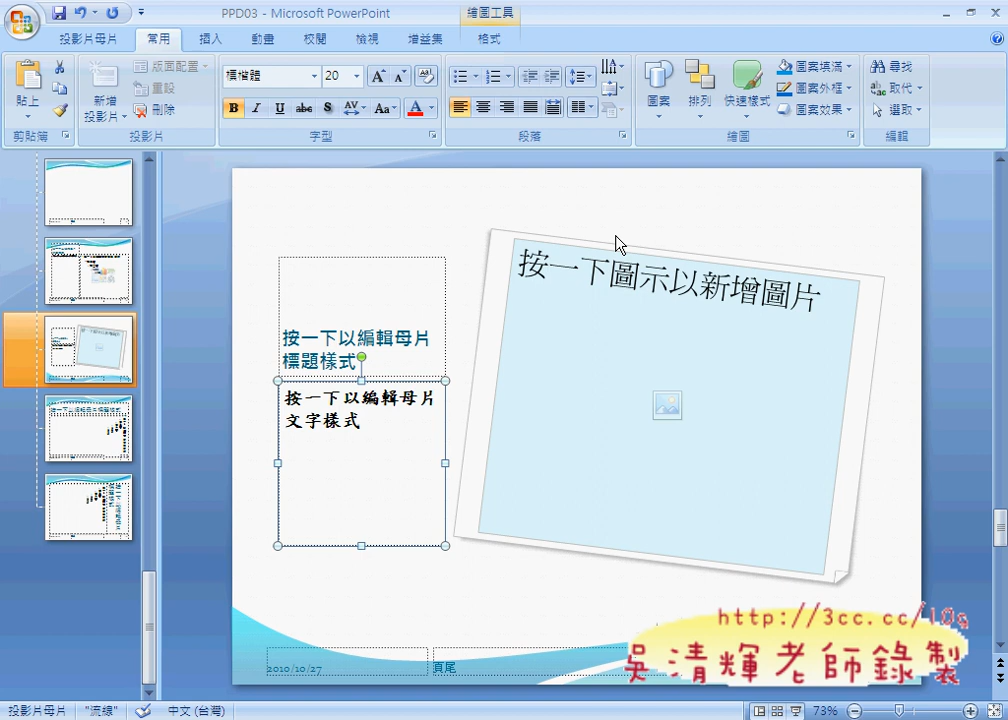 PPD03 - Microsoft PowerPoint
繪圖工具
投影片母片
常用
插入
動畫
校閱
檢視
增益集
格式
貼上
剪貼簿
新增
投影片
版面配置
重設
刪除
投影片
標楷體
20
B I U abc S AV Aa A
字型
段落
圖案
排列
快速樣式
圖案填滿
圖案外框
圖案效果
繪圖
尋找
取代
選取
編輯
按一下圖示以新增圖片
按一下以編輯母片
標題樣式
按一下以編輯母片
文字樣式
2010/10/27
頁尾
http://3cc.cc/10g
吳清輝老師錄製
投影片母片
"流線"
中文 (台灣)
73%